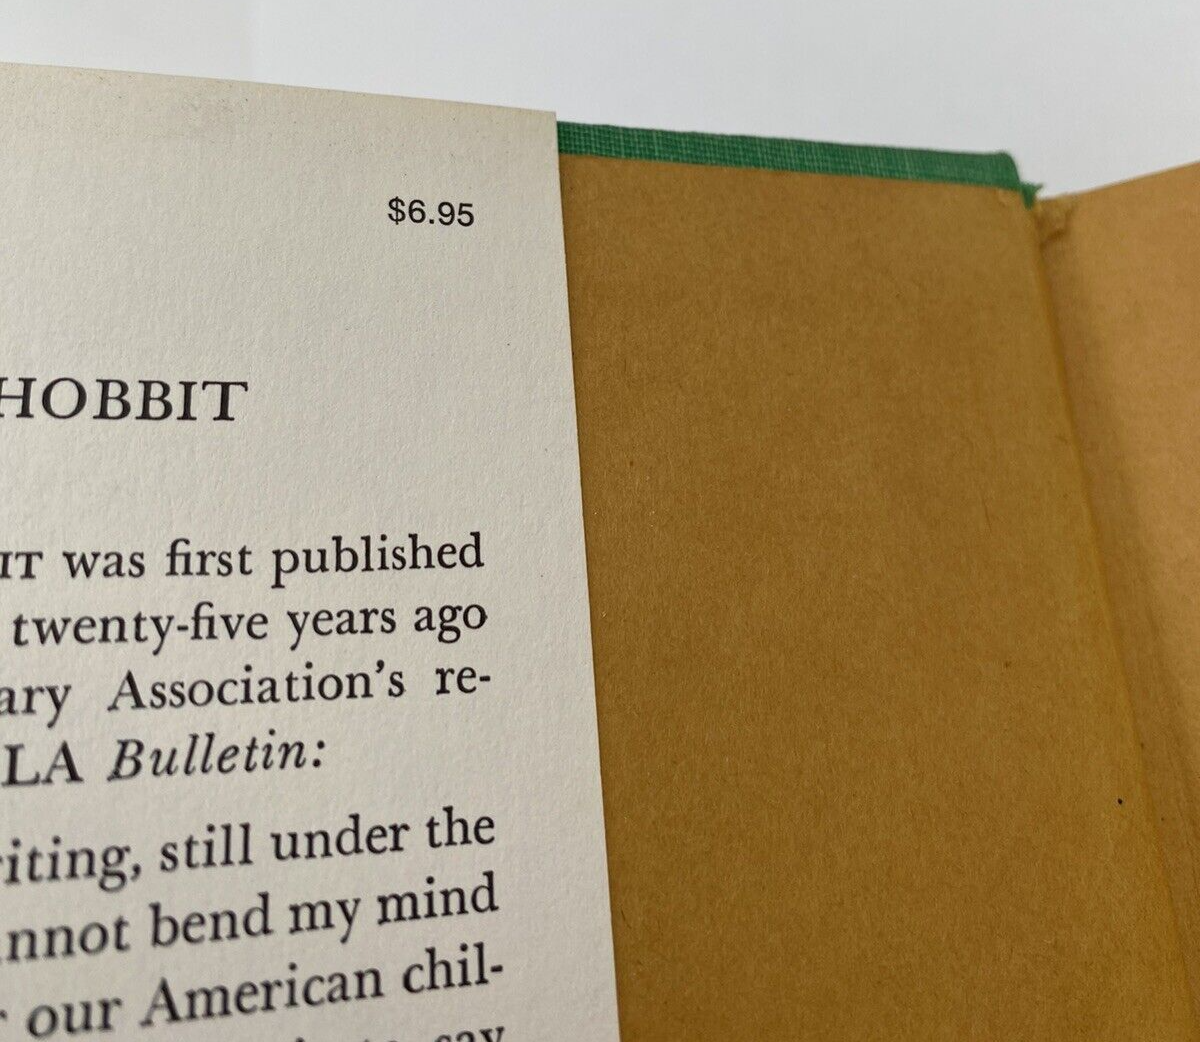 $6.95
HOBBIT
IT was first published
twenty-five years ago
ary Association's re-
LA Bulletin:
iting, still under the
nnot bend my mind
our American chil-
say